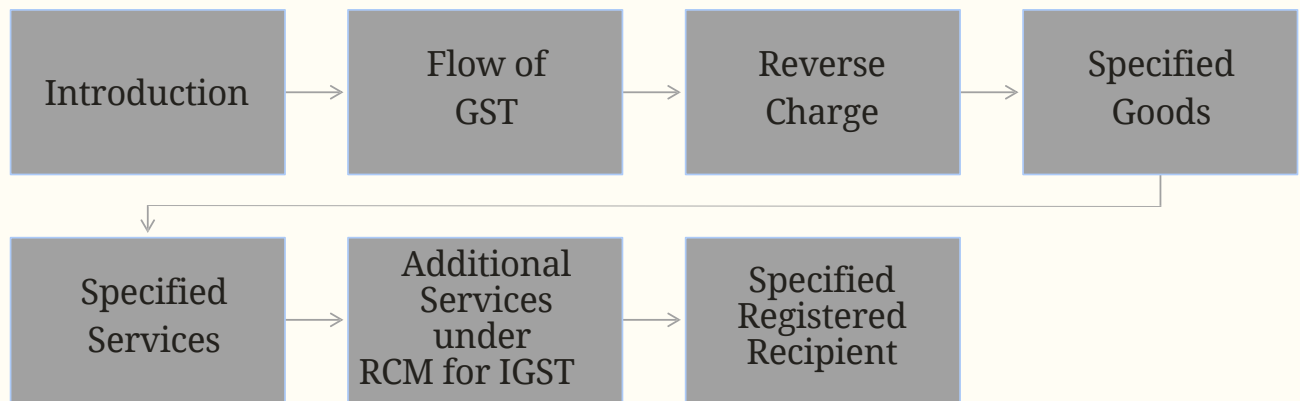 Introduction
Flow of
GST
Reverse
Charge
Specified
Goods
Specified
Services
Additional
Services
under
RCM for IGST
Specified
Registered
Recipient